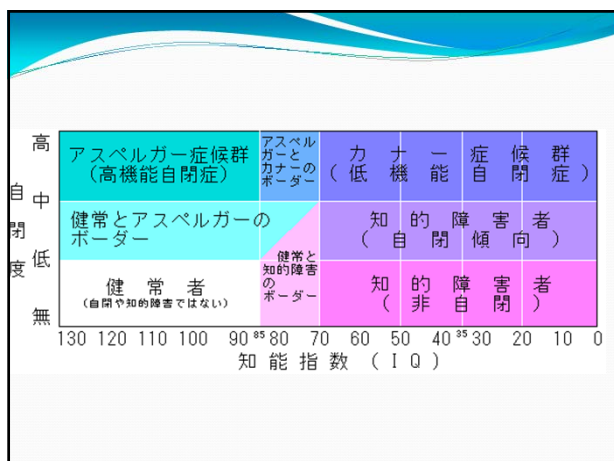 高
中
低
無
自閉度
アスペルガー症候群
(高機能自閉症)
アスペル
ガーと
カナーの
ボーダー
カナー症候群
(低機能自閉症)
健常とアスペルガーの
ボーダー
知的障害者
(自閉傾向)
健常者
(自閉や知的障害ではない)
健常と
知的障害
の
ボーダー
知的障害者
(非自閉)
130 120 110 100 90 85 80 70 60 50 40 35 30 20 10 0
知能指数(IQ)